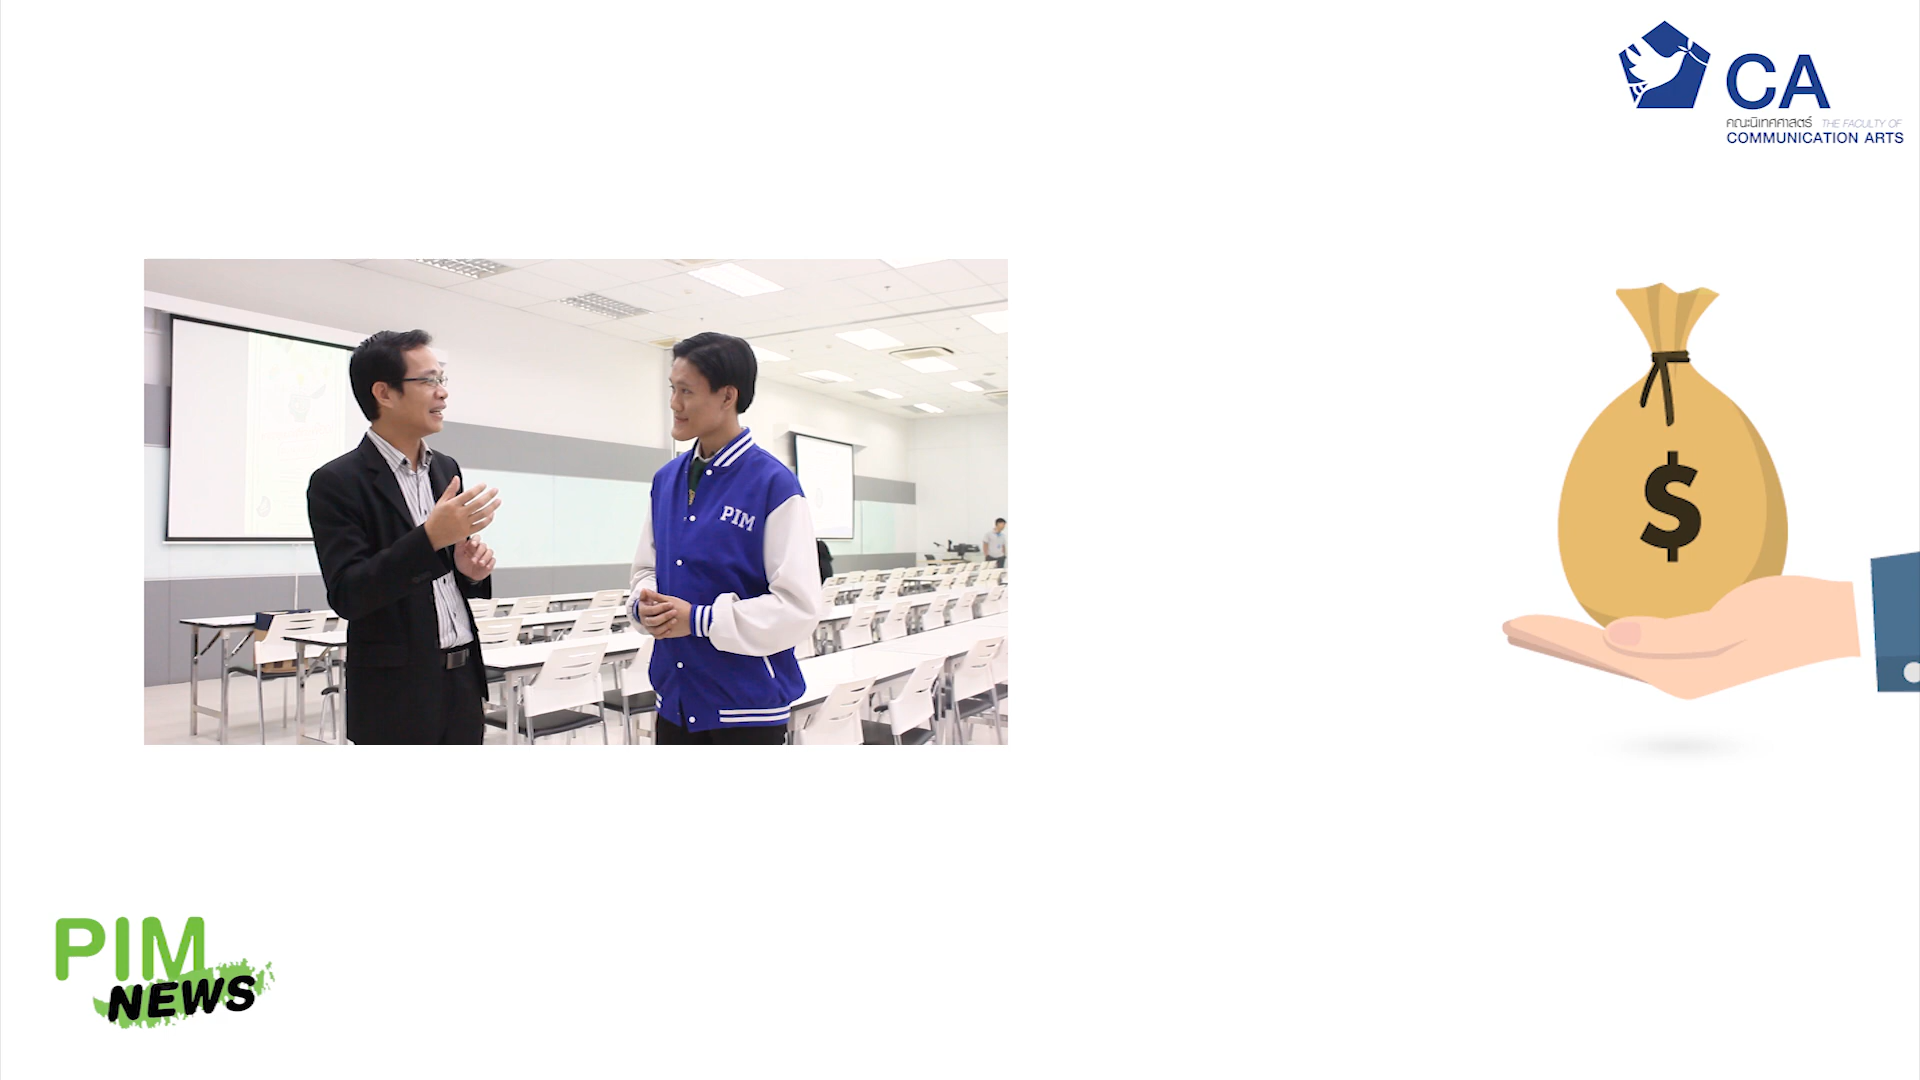 CA
คณะนิเทศศาสตร์ THE FACULTY OF
COMMUNICATION ARTS
PIM
$
PIM
NEWS